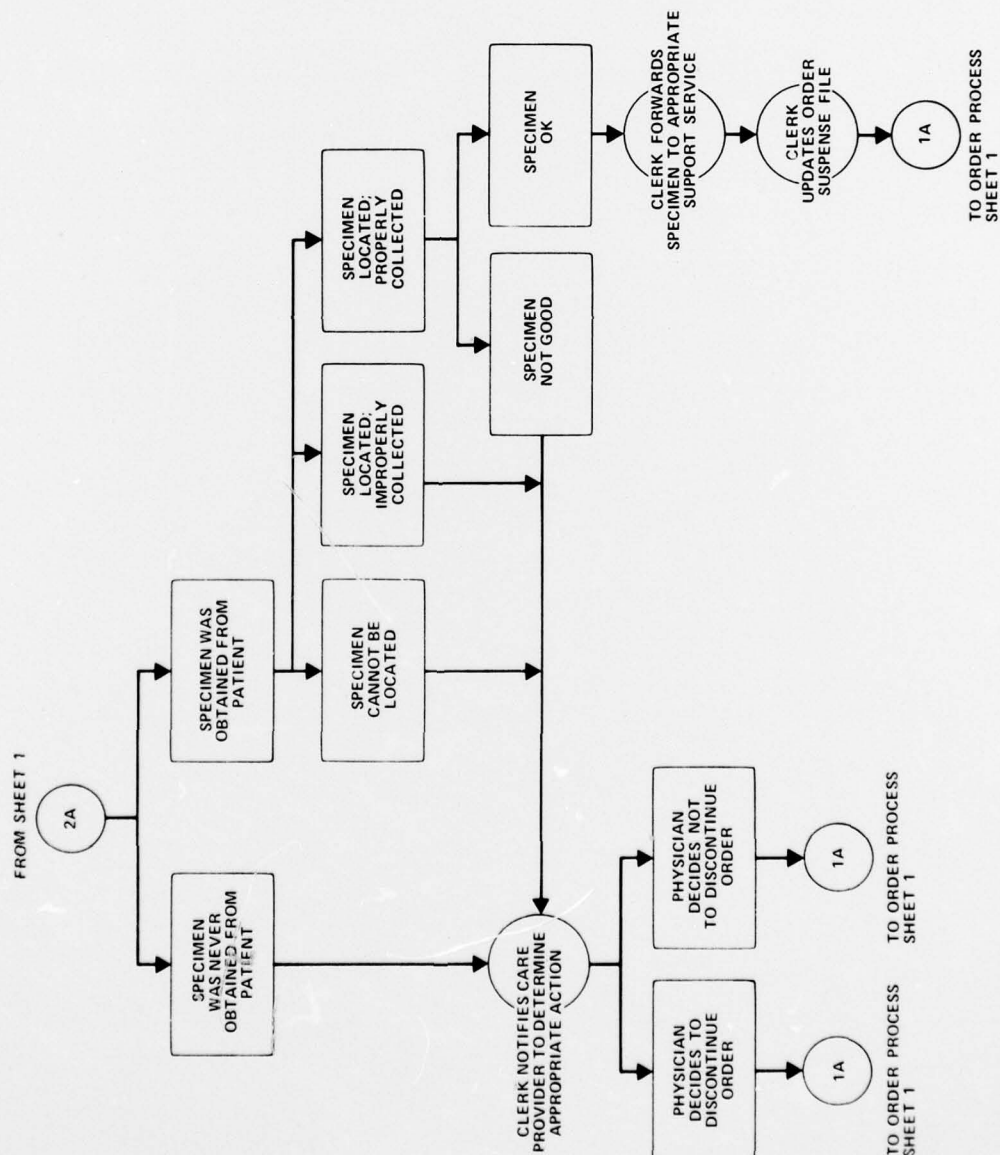 FROM SHEET 1
2A
SPECIMEN
WAS NEVER
OBTAINED FROM
PATIENT
SPECIMEN WAS
OBTAINED FROM
PATIENT
SPECIMEN
CANNOT BE
LOCATED
SPECIMEN
LOCATED;
IMPROPERLY
COLLECTED
SPECIMEN
LOCATED;
PROPERLY
COLLECTED
CLERK NOTIFIES CARE
PROVIDER TO DETERMINE
APPROPRIATE ACTION
SPECIMEN
NOT GOOD
SPECIMEN
OK
CLERK FORWARDS
SPECIMEN TO APPROPRIATE
SUPPORT SERVICE
CLERK
UPDATES ORDER
SUSPENSE FILE
1A
TO ORDER PROCESS
SHEET 1
PHYSICIAN
DECIDES TO
DISCONTINUE
ORDER
1A
TO ORDER PROCESS
SHEET 1
PHYSICIAN
DECIDES NOT
TO DISCONTINUE
ORDER
1A
TO ORDER PROCESS
SHEET 1